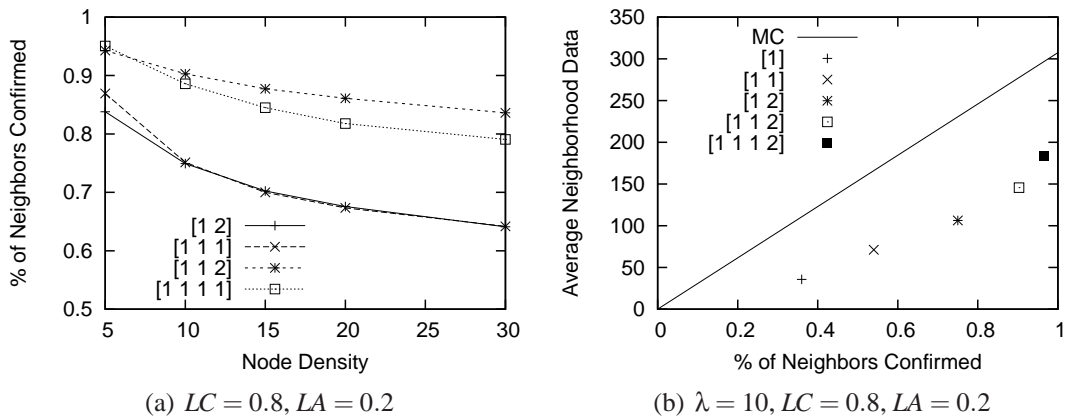 % of Neighbors Confirmed
1
0.9
0.8
0.7
0.6
0.5
5 10 15 20 25 30
Node Density
[1 2]
[1 1 1]
[1 1 2]
[1 1 1 1]
(a) LC = 0.8, LA = 0.2
Average Neighborhood Data
350
300
250
200
150
100
50
0
0 0.2 0.4 0.6 0.8 1
% of Neighbors Confirmed
MC
[1]
[1 1]
[1 2]
[1 1 2]
[1 1 1 2]
(b) λ = 10, LC = 0.8, LA = 0.2